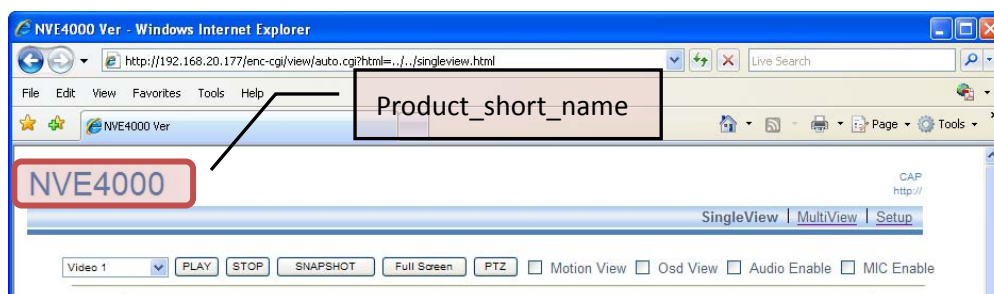 NVE4000 Ver - Windows Internet Explorer
http://192.168.20.177/enc-cgi/view/auto.cgi?html=../../singleview.html
Live Search
File Edit View Favorites Tools Help
Product_short_name
NVE4000 Ver
Page Tools
NVE4000
CAP
http://
SingleView | MultiView | Setup
Video 1 PLAY STOP SNAPSHOT Full Screen PTZ Motion View Osd View Audio Enable MIC Enable